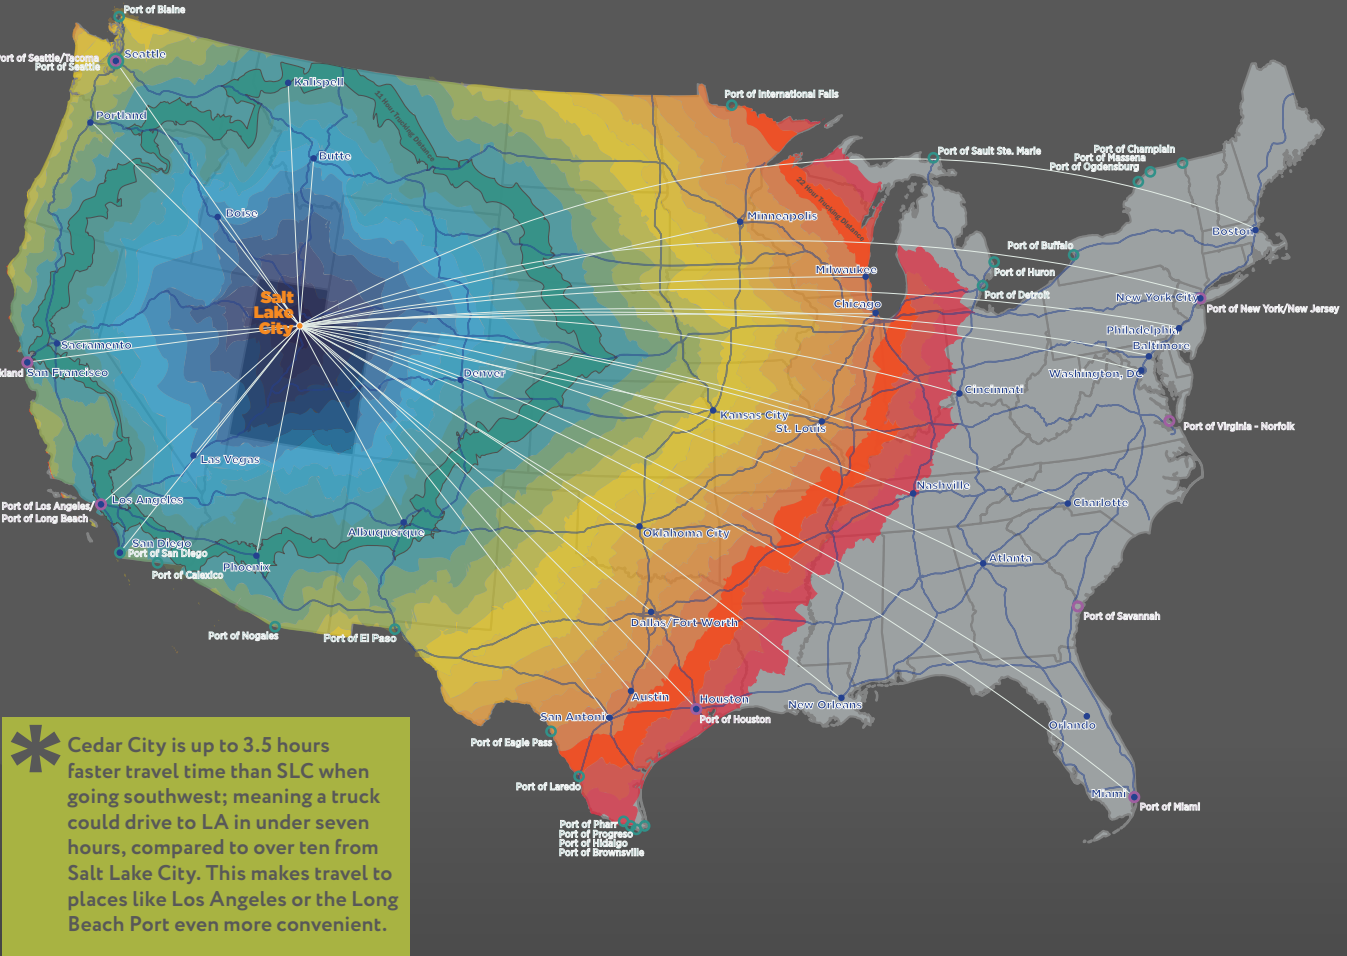 Port of Blaine
Seattle
Port of Seattle/Tacoma
Port of Seattle
Kalispell
11 Hour Trucking Distance
Port of International Falls
Portland
Butte
Port of Sault Ste. Marie
Port of Champlain
Port of Massena
Port of Ogdensburg
22 Hour Trucking Distance
Boise
Minneapolis
Boston
Port of Buffalo
Milwaukee
Port of Huron
Salt
Lake
City
Chicago
Port of Detroit
New York City
Port of New York/New Jersey
Philadelphia
Sacramento
Baltimore
kland San Francisco
Denver
Washington, DC
Cincinnati
Kansas City
St. Louis
Port of Virginia - Norfolk
Las Vegas
Nashville
Los Angeles
Port of Los Angeles/
Port of Long Beach
Charlotte
Albuquerque
Oklahoma City
San Diego
Port of San Diego
Atlanta
Phoenix
Port of Calexico
Port of Savannah
Dallas/Fort Worth
Port of Nogales
Port of El Paso
Austin
Houston
New Orleans
San Antoni
Port of Houston
Orlando
Port of Eagle Pass
Port of Laredo
Miami
Port of Miami
Port of Pharr
Port of Progreso
Port of Hidalgo
Port of Brownsville
* Cedar City is up to 3.5 hours
faster travel time than SLC when
going southwest; meaning a truck
could drive to LA in under seven
hours, compared to over ten from
Salt Lake City. This makes travel to
places like Los Angeles or the Long
Beach Port even more convenient.